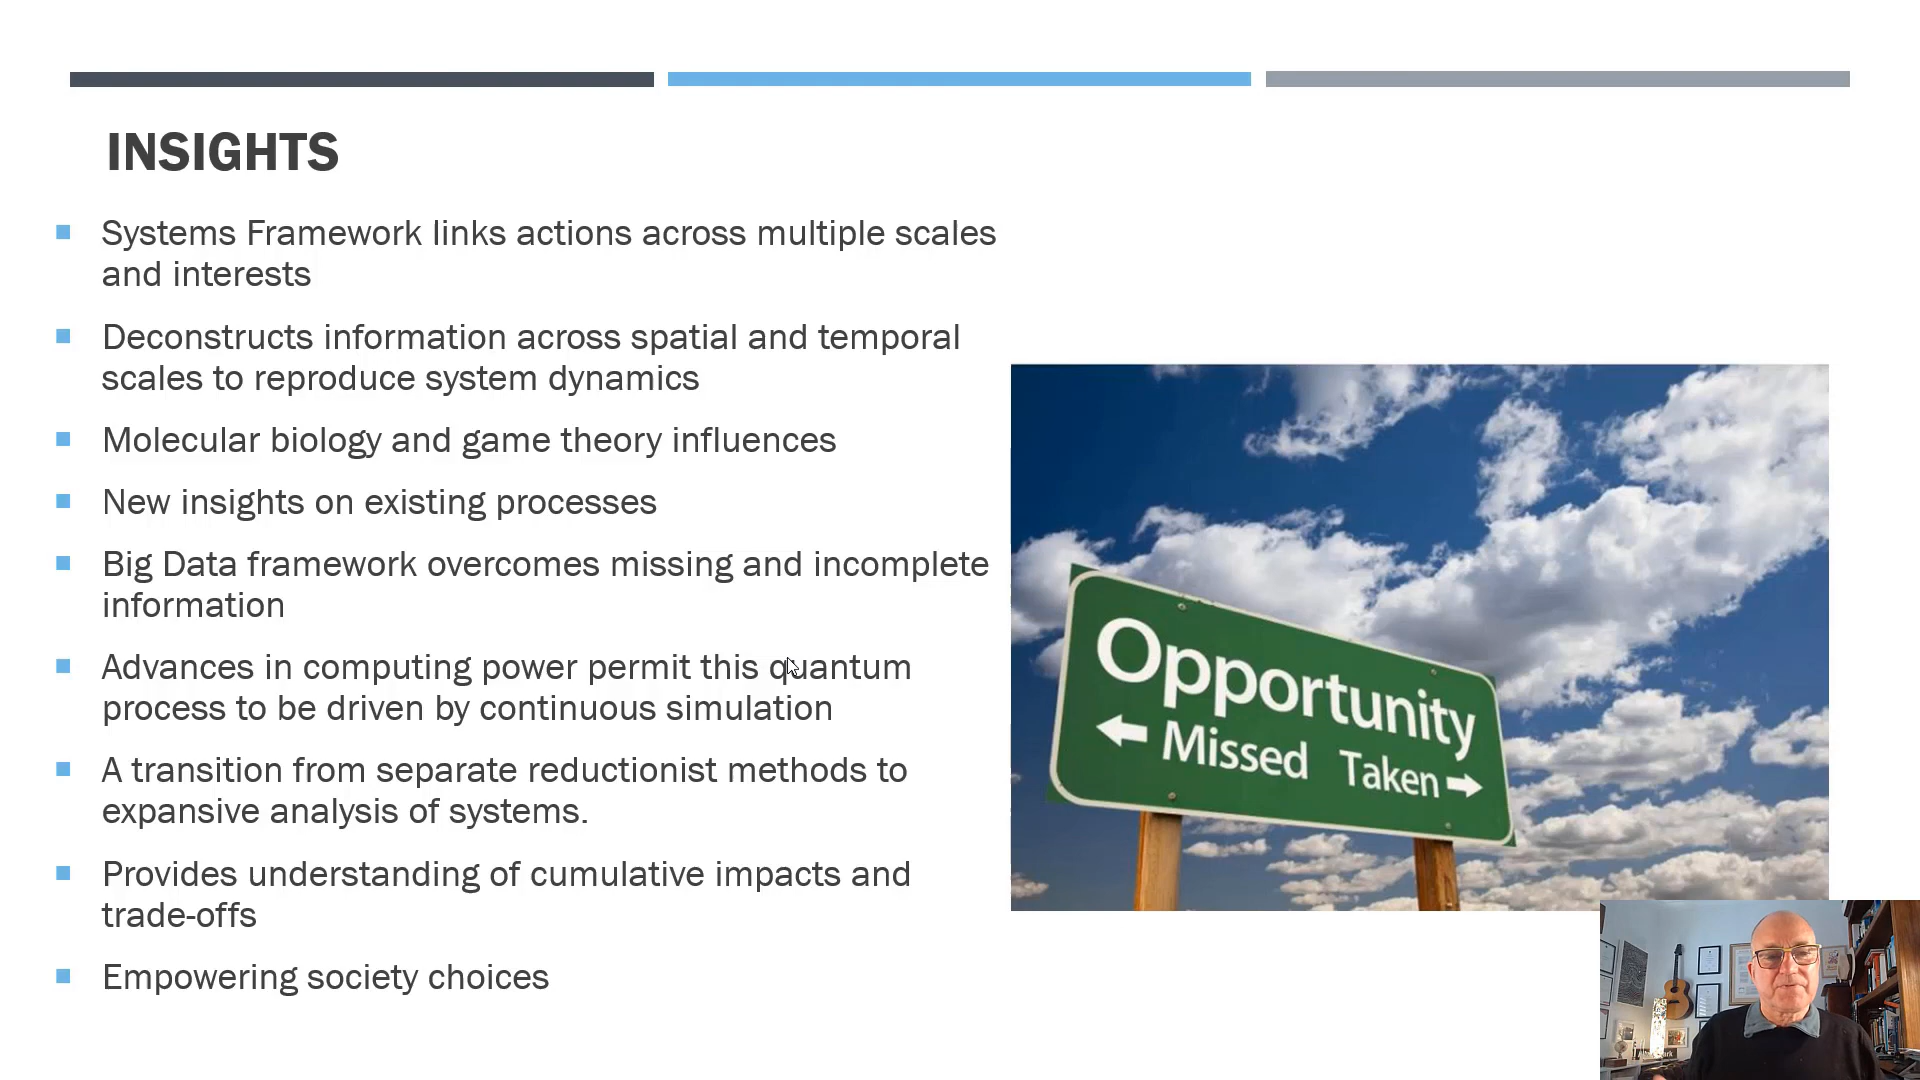 INSIGHTS
Systems Framework links actions across multiple scales
and interests
Deconstructs information across spatial and temporal
scales to reproduce system dynamics
Molecular biology and game theory influences
New insights on existing processes
Big Data framework overcomes missing and incomplete
information
Advances in computing power permit this quantum
process to be driven by continuous simulation
A transition from separate reductionist methods to
expansive analysis of systems.
Provides understanding of cumulative impacts and
trade-offs
Empowering society choices
Opportunity
Missed Taken